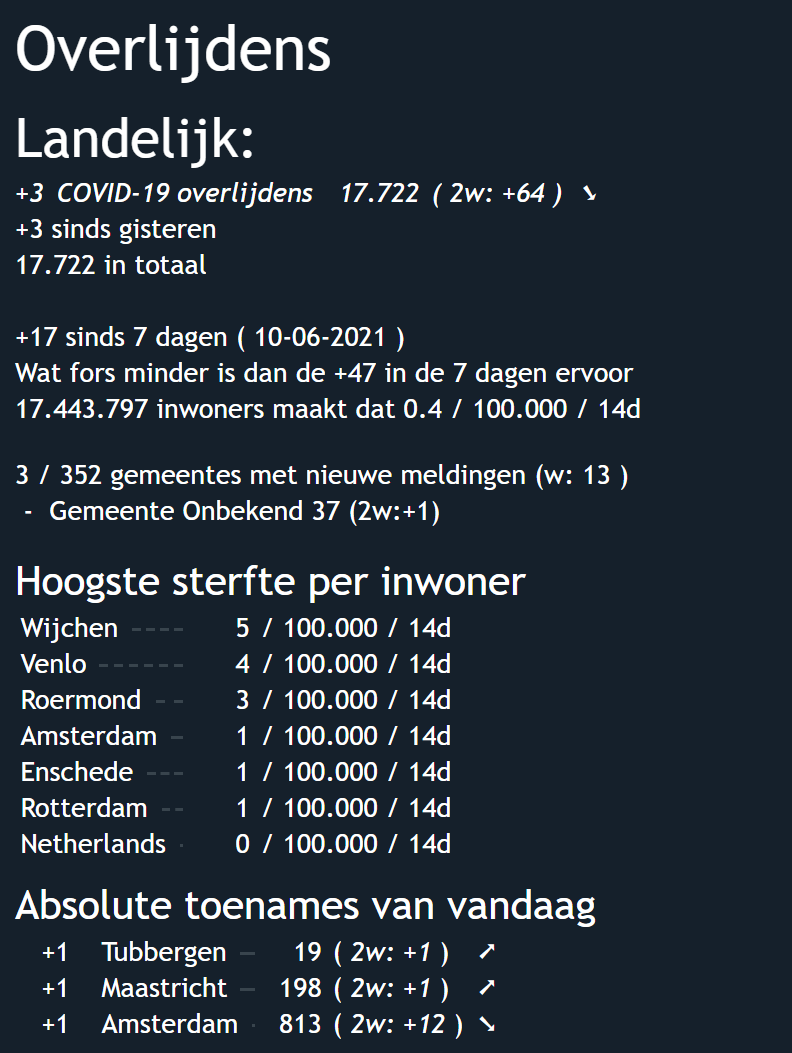 Overlijdens
Landelijk:
+3 COVID-19 overlijdens 17.722 ( 2w: +64 ) ➘
+3 sinds gisteren
17.722 in totaal
+17 sinds 7 dagen ( 10-06-2021 )
Wat fors minder is dan de +47 in de 7 dagen ervoor
17.443.797 inwoners maakt dat 0.4 / 100.000 / 14d
3 / 352 gemeentes met nieuwe meldingen (w: 13 )
- Gemeente Onbekend 37 (2w:+1)
Hoogste sterfte per inwoner
Wijchen ---- 5 / 100.000 / 14d
Venlo ------ 4 / 100.000 / 14d
Roermond -- 3 / 100.000 / 14d
Amsterdam - 1 / 100.000 / 14d
Enschede --- 1 / 100.000 / 14d
Rotterdam -- 1 / 100.000 / 14d
Netherlands · 0 / 100.000 / 14d
Absolute toenames van vandaag
+1 Tubbergen — 19 ( 2w: +1 ) ➚
+1 Maastricht — 198 ( 2w: +1 ) ➚
+1 Amsterdam · 813 ( 2w: +12 ) ➘